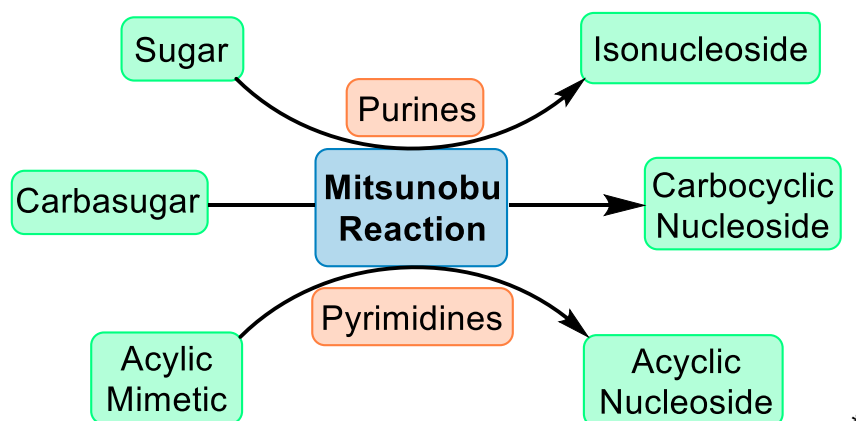 Sugar
Isonucleoside
Purines
Carbasugar
Mitsunobu
Reaction
Carbocyclic
Nucleoside
Pyrimidines
Acylic
Mimetic
Acyclic
Nucleoside